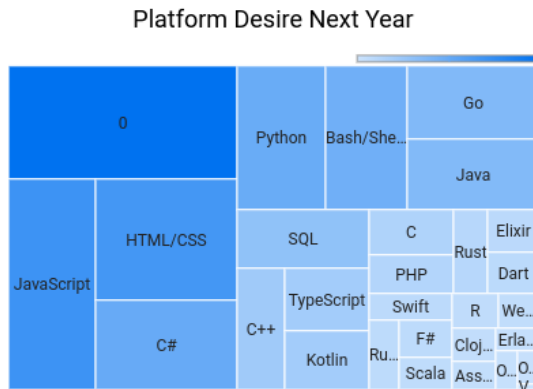 Platform Desire Next Year
0
Python
Bash/She...
Go
Java
JavaScript
HTML/CSS
C#
SQL
C++
TypeScript
Kotlin
C
PHP
Rust
Elixir
Dart
Swift
R
We...
Ru...
F#
Scala
Cloj...
Erla...
Ass...
O...
O...
V